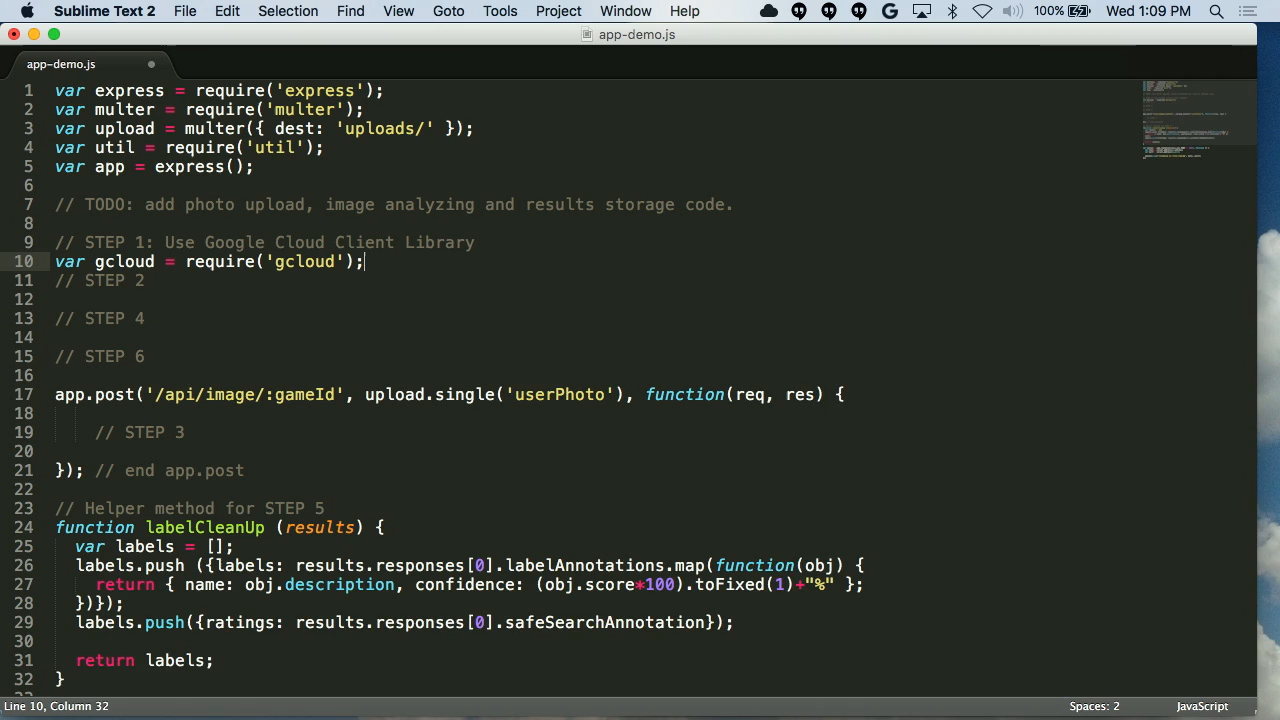 Sublime Text 2 File Edit Selection Find View Goto Tools Project Window Help 100% Wed 1:09 PM
app-demo.js
app-demo.js
1 var express = require('express');
2 var multer = require('multer');
3 var upload = multer({ dest: 'uploads/' });
4 var util = require('util');
5 var app = express();
6
7 // TODO: add photo upload, image analyzing and results storage code.
8
9 // STEP 1: Use Google Cloud Client Library
10 var gcloud = require('gcloud');
11 // STEP 2
12
13 // STEP 4
14
15 // STEP 6
16
17 app.post('/api/image/:gameId', upload.single('userPhoto'), function(req, res) {
18
19 // STEP 3
20
21 }); // end app.post
22
23 // Helper method for STEP 5
24 function labelCleanUp (results) {
25 var labels = [];
26 labels.push ({labels: results.responses[0].labelAnnotations.map(function(obj) {
27 return { name: obj.description, confidence: (obj.score*100).toFixed(1)+"%" };
28 })});
29 labels.push({ratings: results.responses[0].safeSearchAnnotation});
30
31 return labels;
32 }
Line 10, Column 32 Spaces: 2 JavaScript